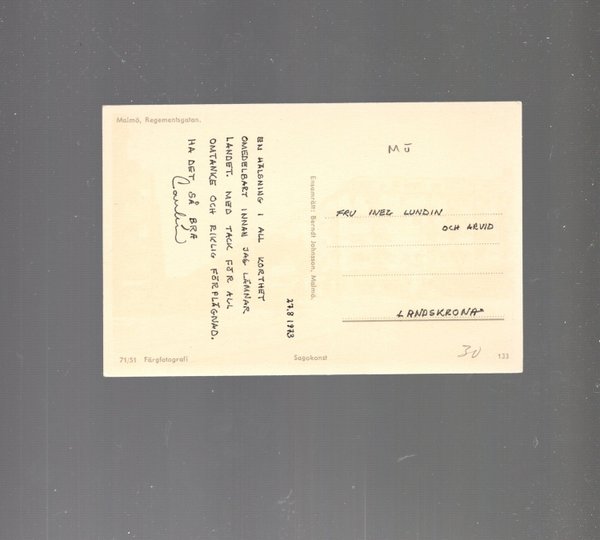 Malmö, Regementsgatan.
27.8 1973
EN HÄLSNING I ALL KORTHET
OMEDELBART INNAN JAG LÄMNAR
LANDET. MED TACK FÖR ALL
OMTANKE OCH RIKLIG FÖRPLÄGNAD.
HA DET SÅ BRA
Ensamrätt: Berndt Johnsson, Malmö.
MÜ
FRU INEZ LUNDIN
OCH ARVID
LANDSKRONA
30
71/51 Färgfotografi
Sagokonst
133